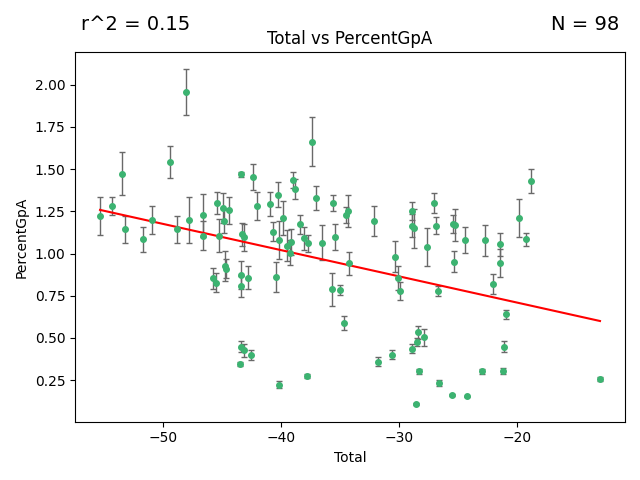 r^2 = 0.15
N = 98
Total vs PercentGpA
2.00
1.75
1.50
1.25
1.00
0.75
0.50
0.25
PercentGpA
−50
−40
−30
−20
Total